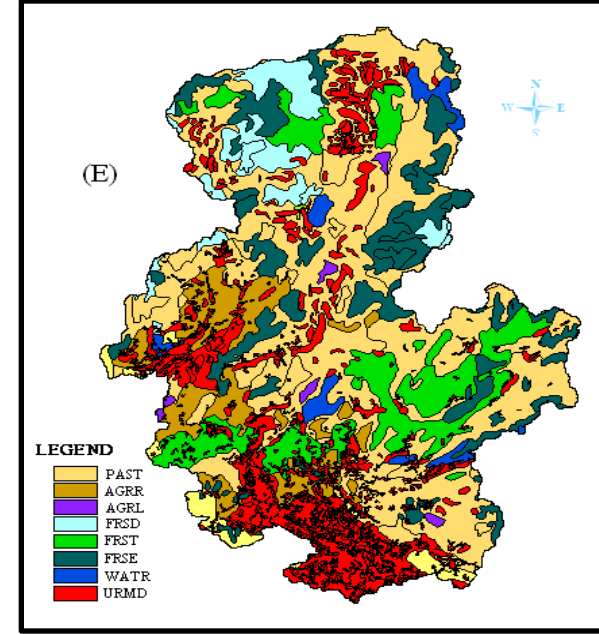 N
W E
S
(E)
LEGEND
PAST
AGRR
AGRL
FRSD
FRST
FRSE
WATR
URMD